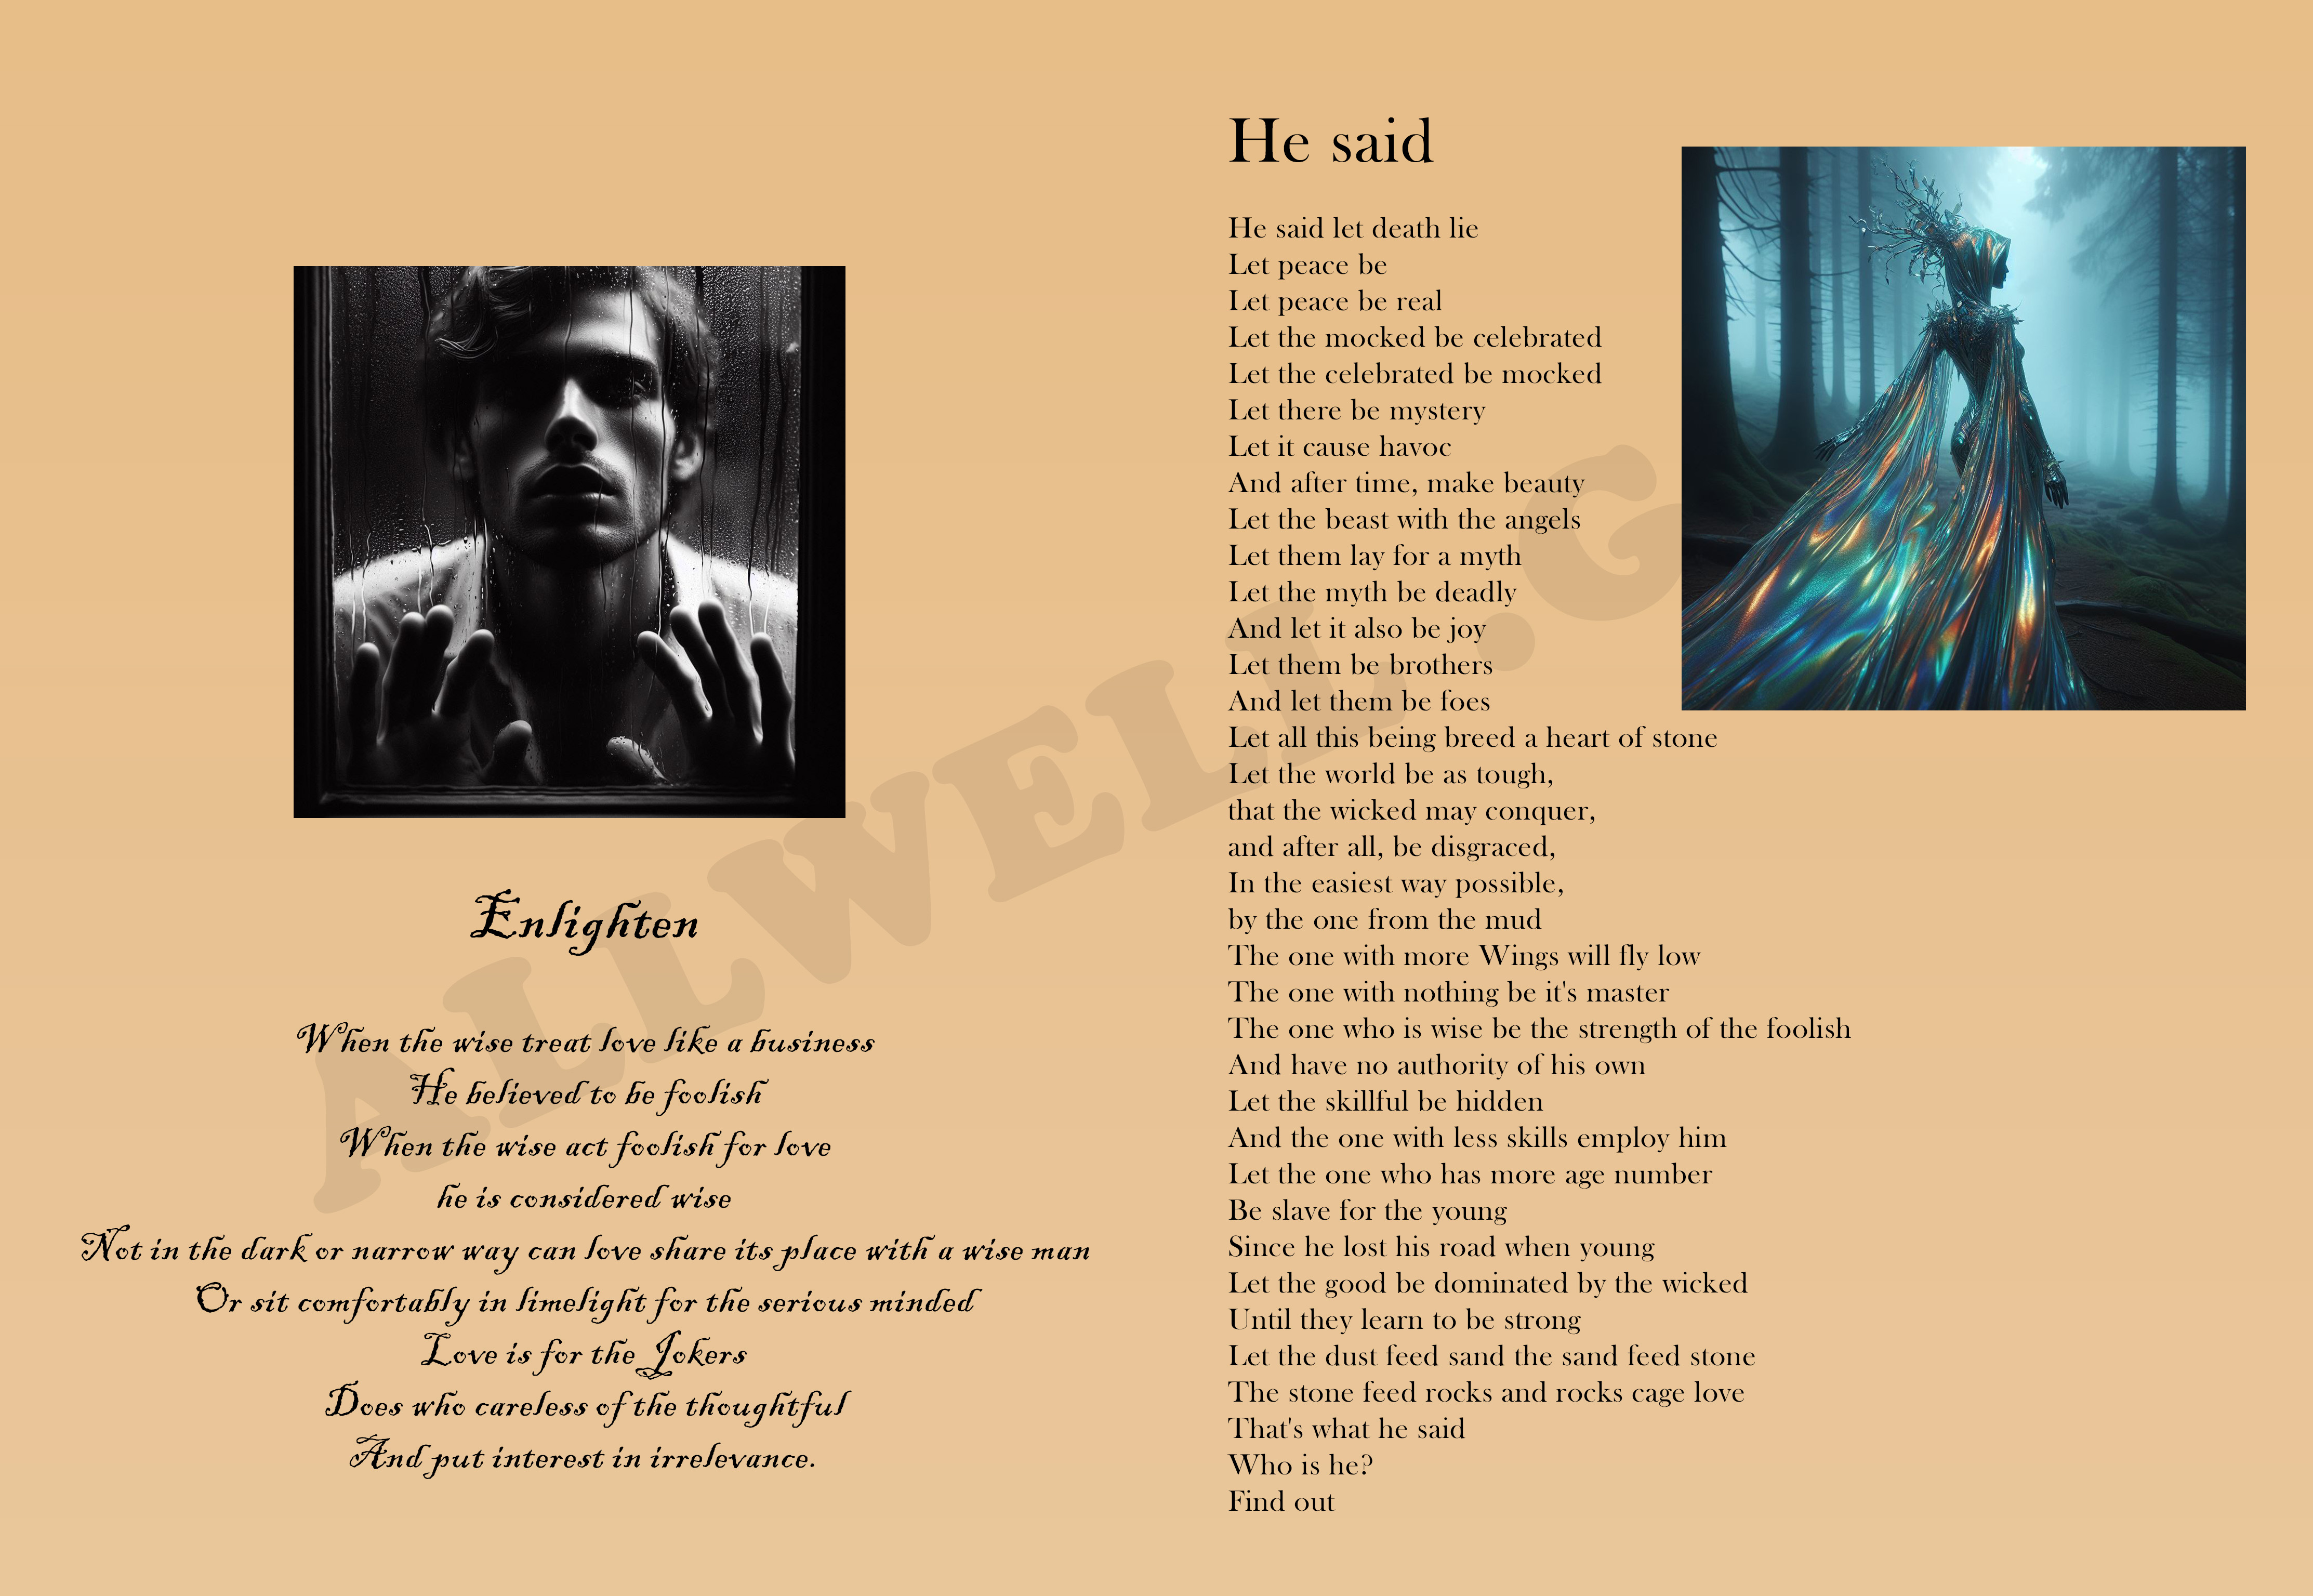 Enlighten
When the wise treat love like a business
He believed to be foolish
When the wise act foolish for love
he is considered wise
Not in the dark or narrow way can love share its place with a wise man
Or sit comfortably in limelight for the serious minded
Love is for the Jokers
Does who careless of the thoughtful
And put interest in irrelevance.
He said
He said let death lie
Let peace be
Let peace be real
Let the mocked be celebrated
Let the celebrated be mocked
Let there be mystery
Let it cause havoc
And after time, make beauty
Let the beast with the angels
Let them lay for a myth
Let the myth be deadly
And let it also be joy
Let them be brothers
And let them be foes
Let all this being breed a heart of stone
Let the world be as tough,
that the wicked may conquer,
and after all, be disgraced,
In the easiest way possible,
by the one from the mud
The one with more Wings will fly low
The one with nothing be it's master
The one who is wise be the strength of the foolish
And have no authority of his own
Let the skillful be hidden
And the one with less skills employ him
Let the one who has more age number
Be slave for the young
Since he lost his road when young
Let the good be dominated by the wicked
Until they learn to be strong
Let the dust feed sand the sand feed stone
The stone feed rocks and rocks cage love
That's what he said
Who is he?
Find out
ALLWELL .G